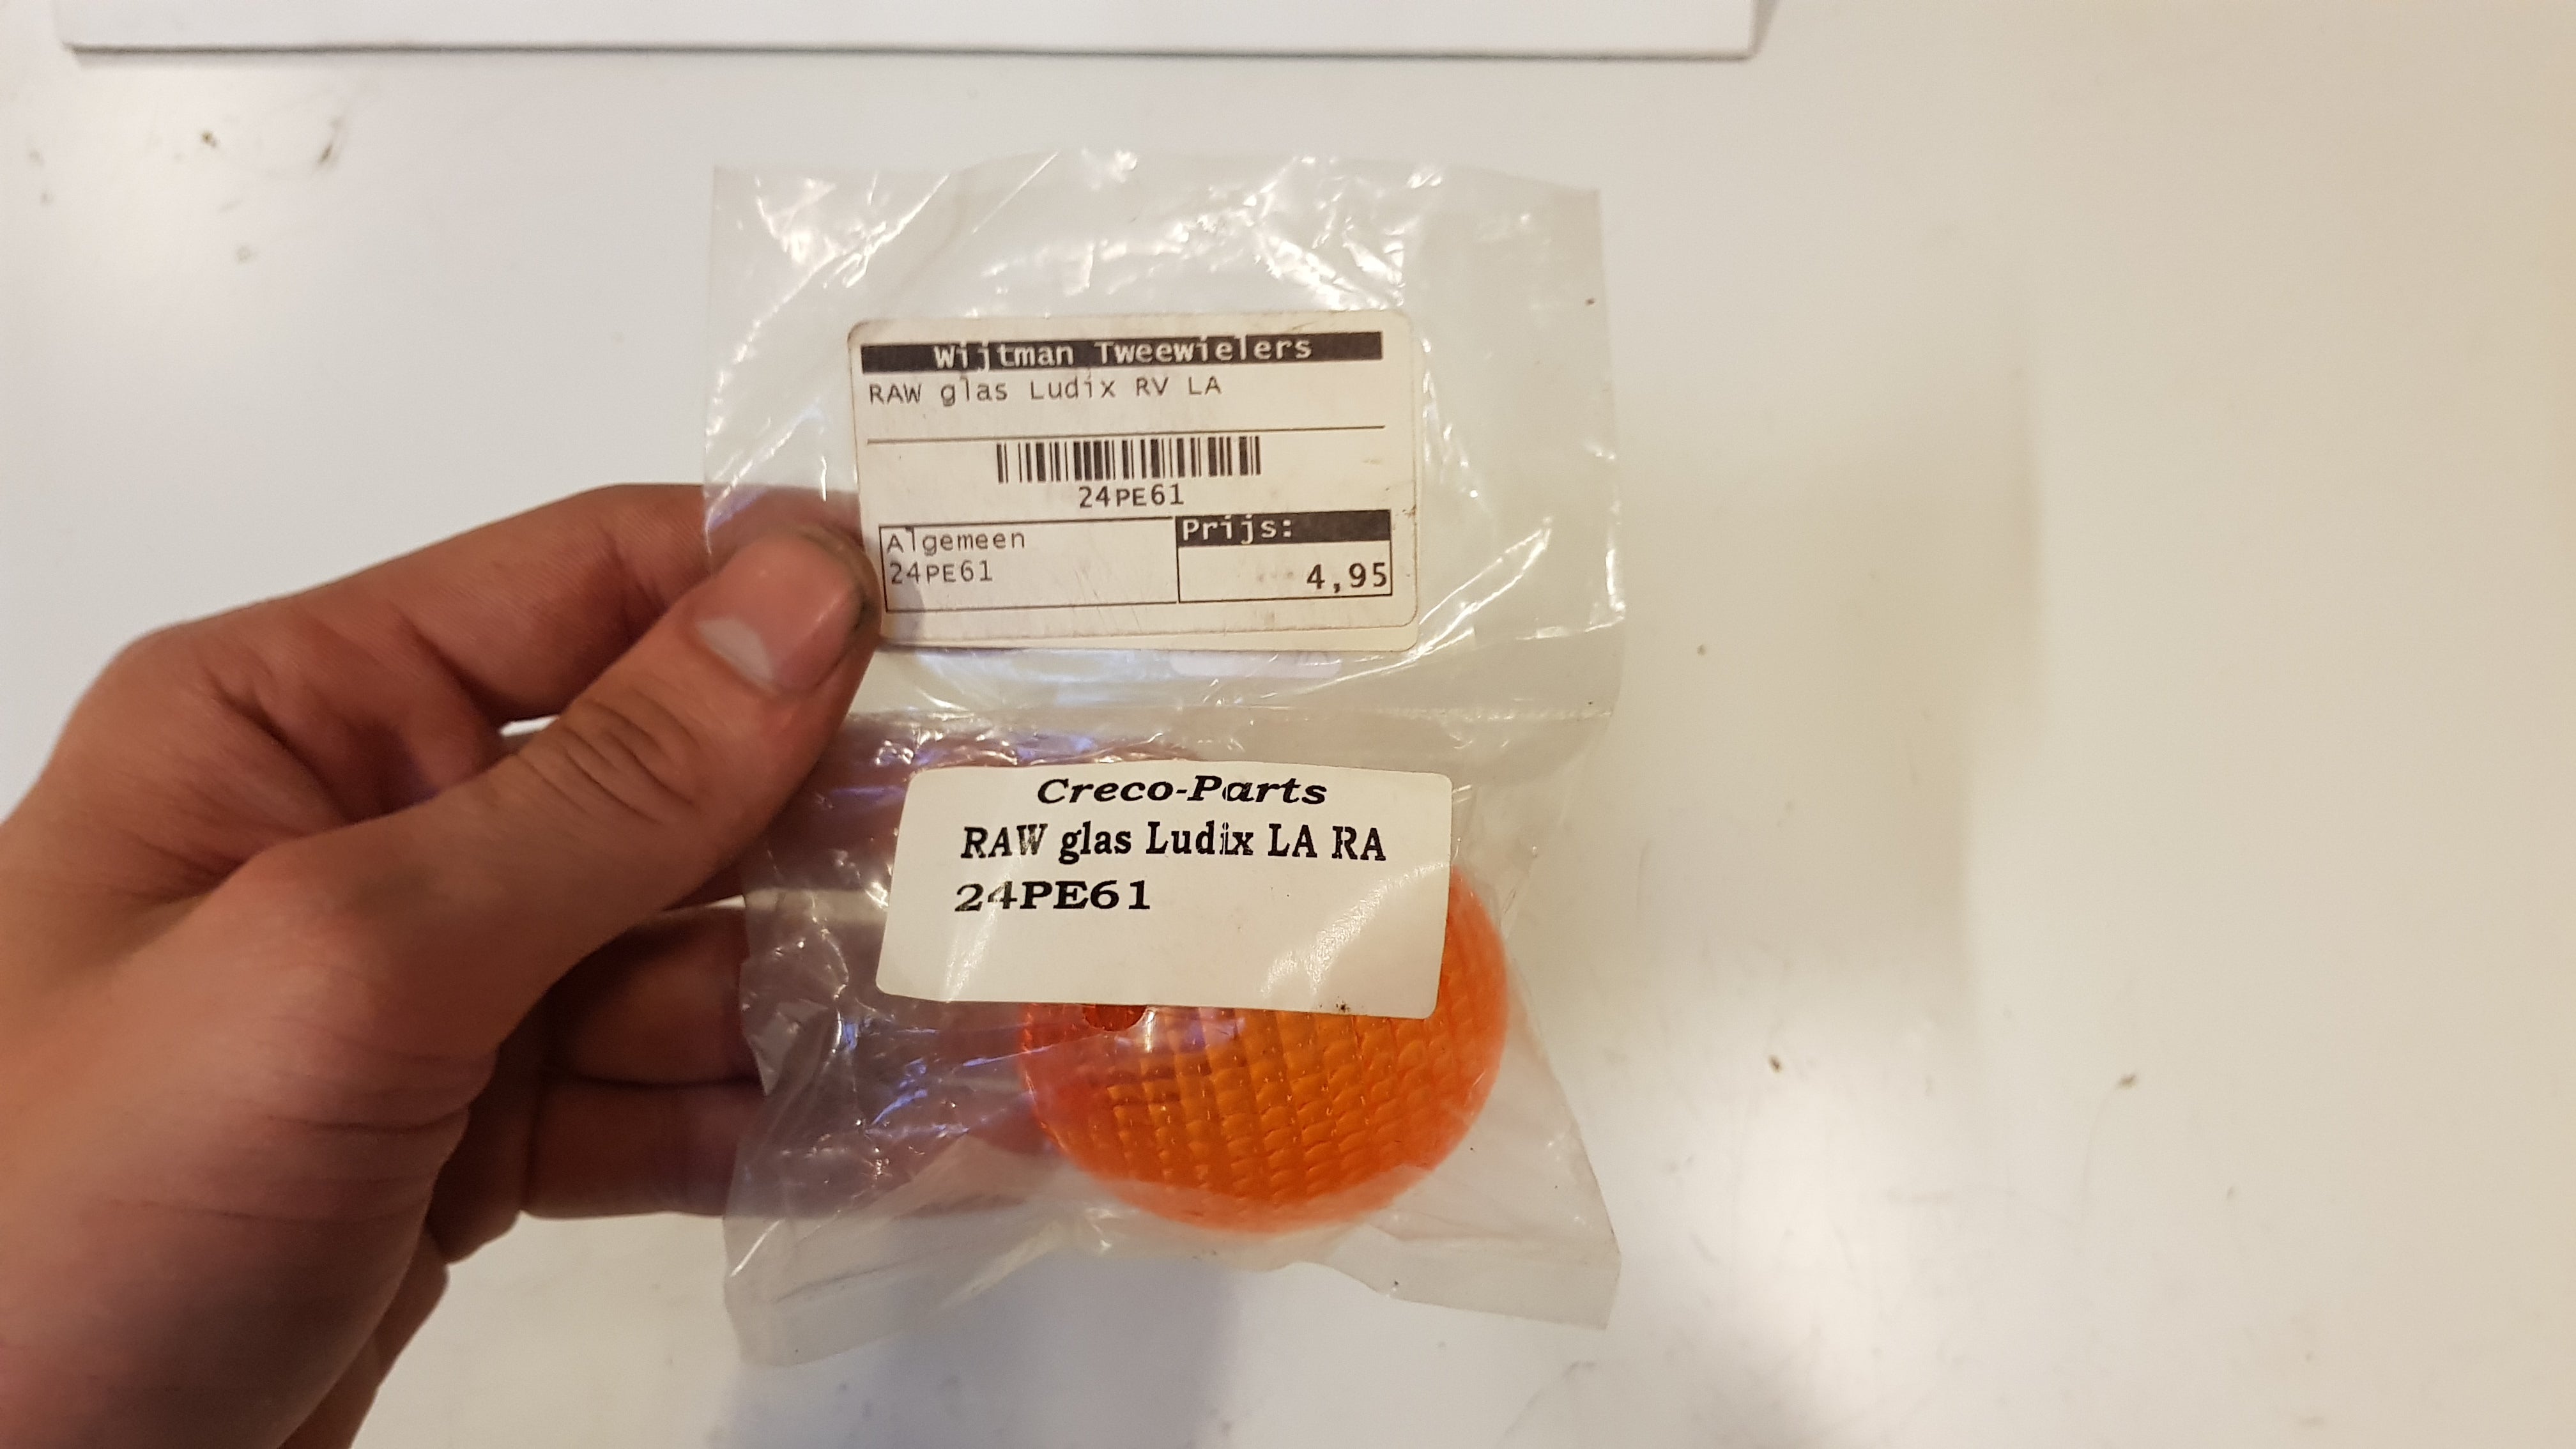 Wijtman Tweewielers
RAW glas Ludix RV LA
24PE61
Algemeen
24PE61
Prijs:
4,95
Creco-Parts
RAW glas Ludix LA RA
24PE61